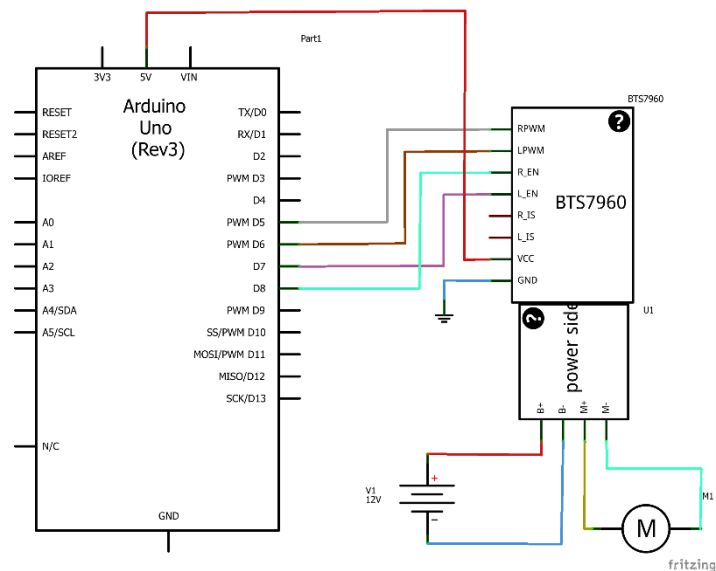 Part1
3V3
5V
VIN
Arduino
Uno
(Rev3)
RESET
RESET2
AREF
IOREF
A0
A1
A2
A3
A4/SDA
A5/SCL
N/C
TX/D0
RX/D1
D2
PWM D3
D4
PWM D5
PWM D6
D7
D8
PWM D9
SS/PWM D10
MOSI/PWM D11
MISO/D12
SCK/D13
GND
BTS7960
?
RPWM
LPWM
R_EN
L_EN
R_IS
L_IS
VCC
GND
BTS7960
U1
?
power side
B+
B-
M+
M-
V1
12V
+
−
M1
M
fritzing